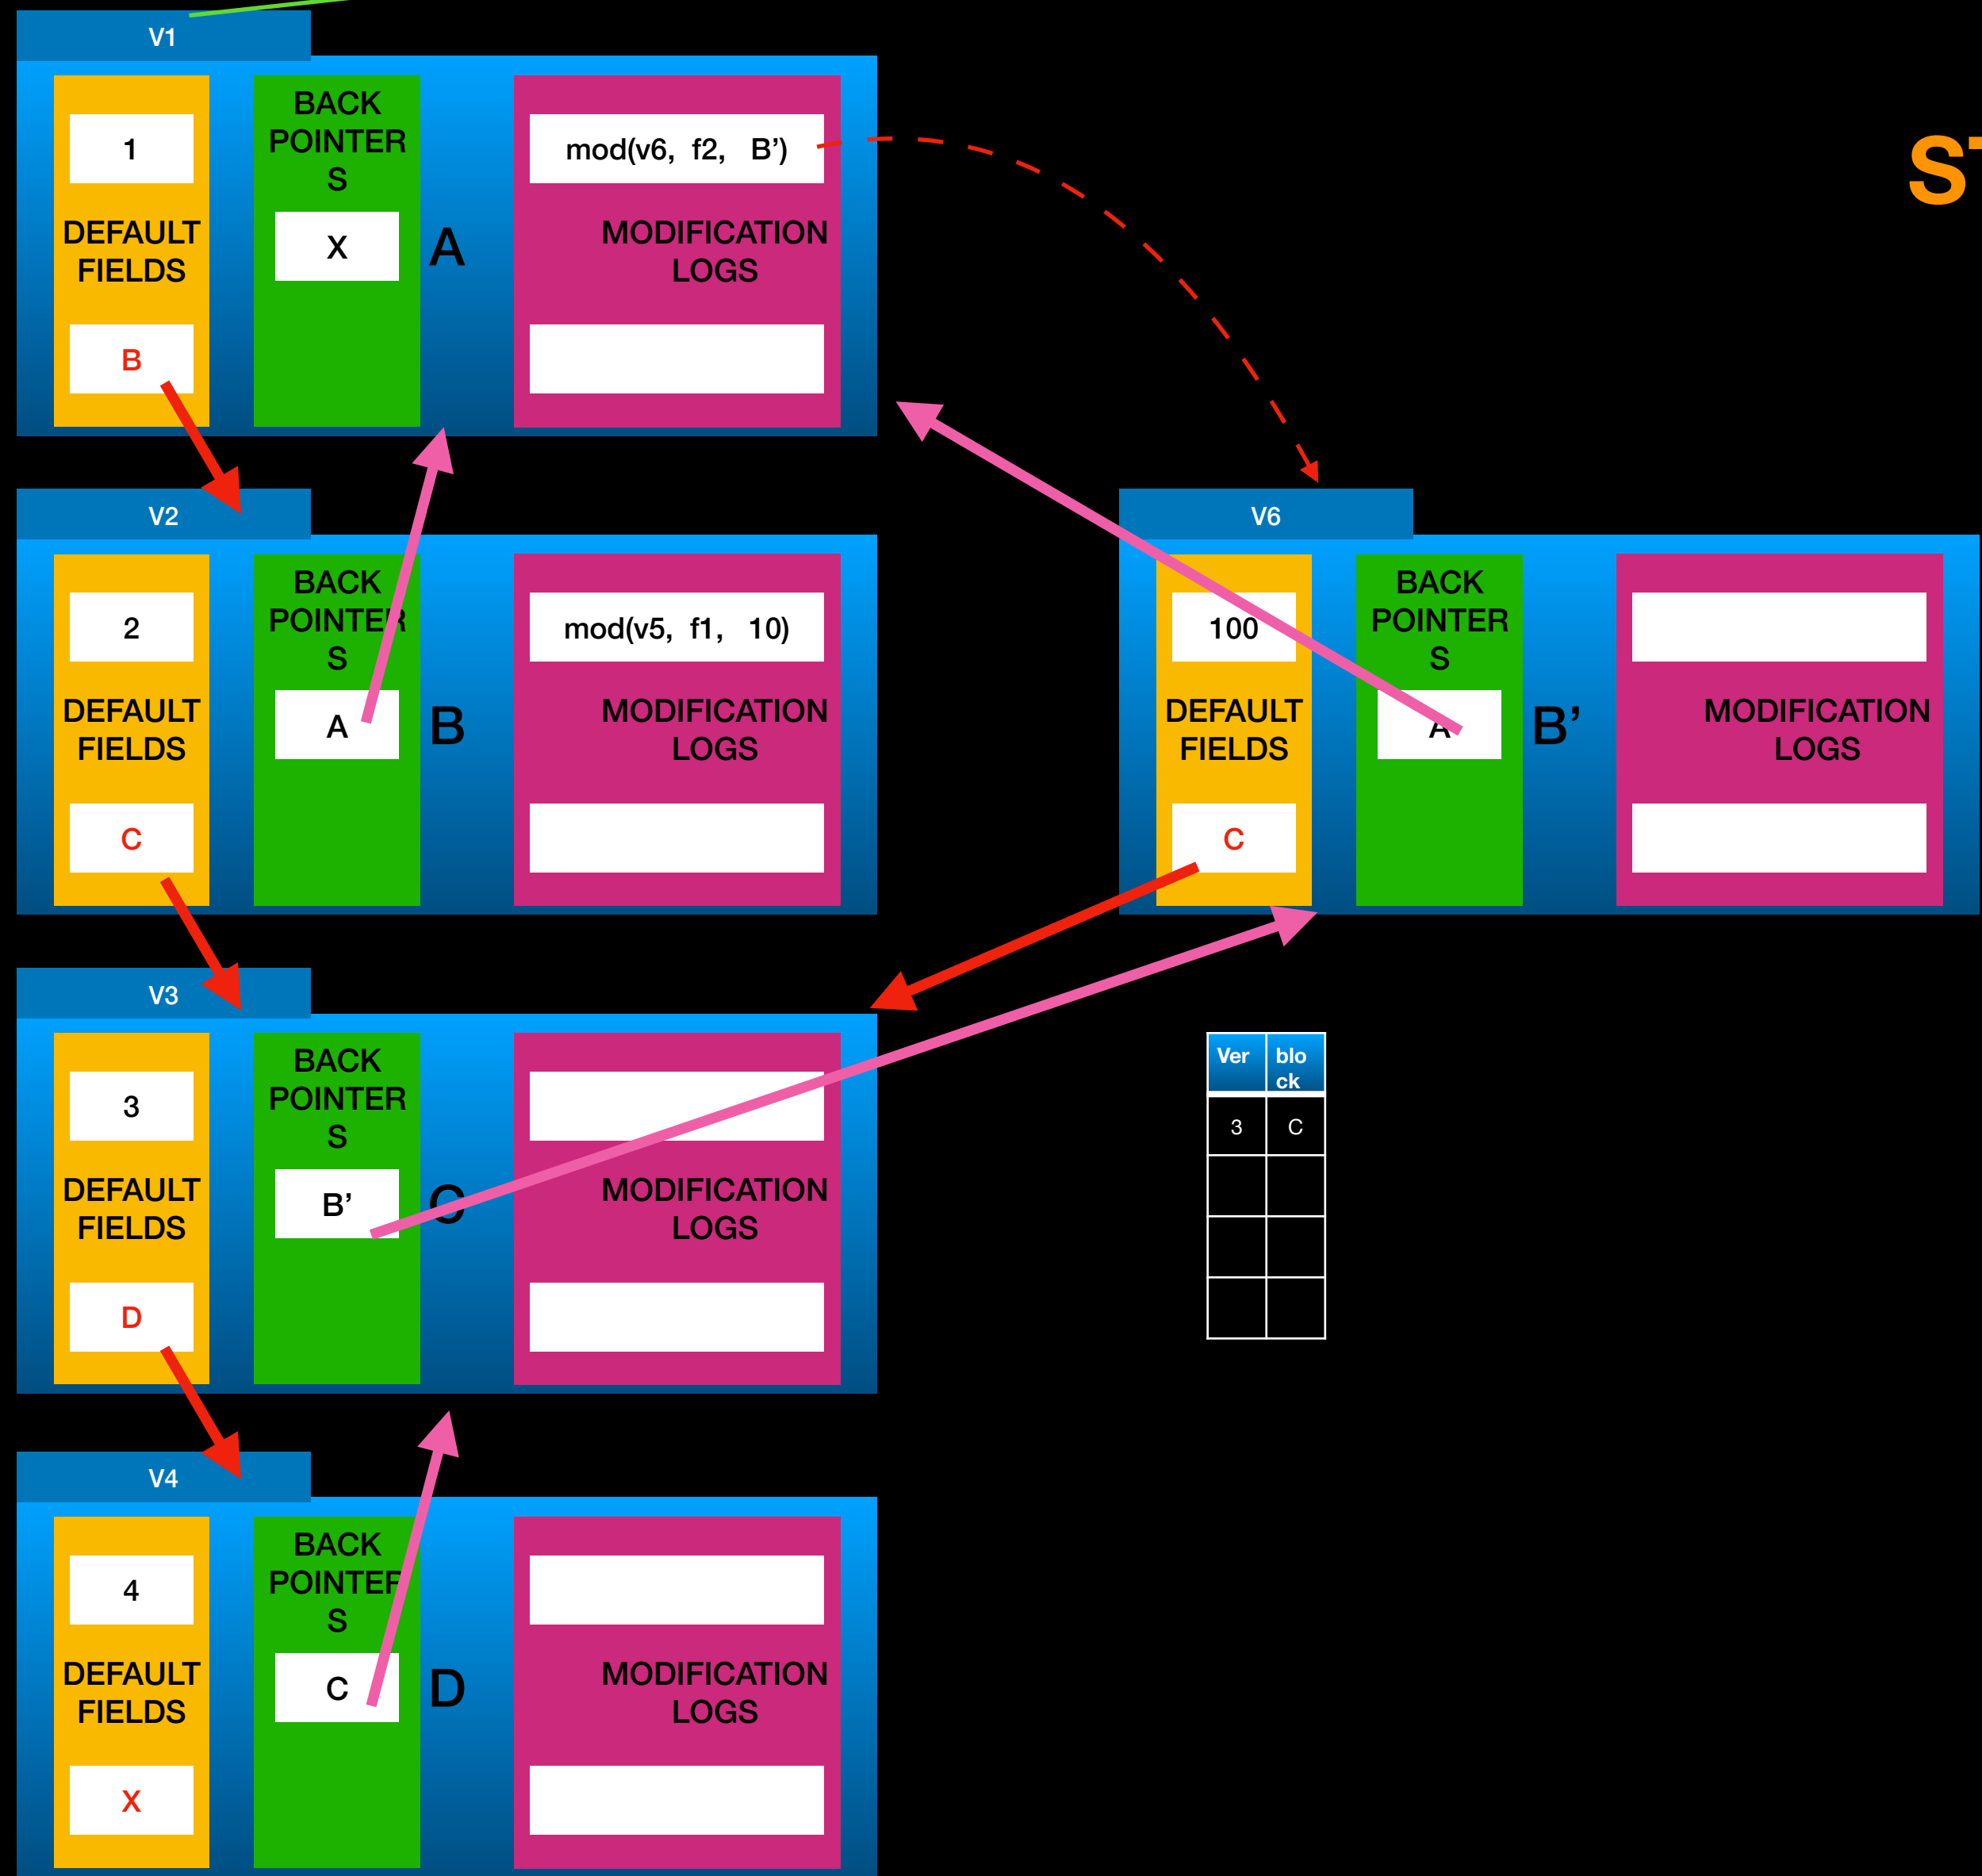 V1
1
DEFAULT
FIELDS
B
BACK
POINTER
S
X
A
mod(v6, f2, B’)
MODIFICATION
LOGS
V2
2
DEFAULT
FIELDS
C
BACK
POINTER
S
A
B
mod(v5, f1, 10)
MODIFICATION
LOGS
V6
100
DEFAULT
FIELDS
C
BACK
POINTER
S
A
B’
MODIFICATION
LOGS
V3
3
DEFAULT
FIELDS
D
BACK
POINTER
S
B’
C
MODIFICATION
LOGS
Ver blo
ck
3 C
V4
4
DEFAULT
FIELDS
X
BACK
POINTER
S
C
D
MODIFICATION
LOGS